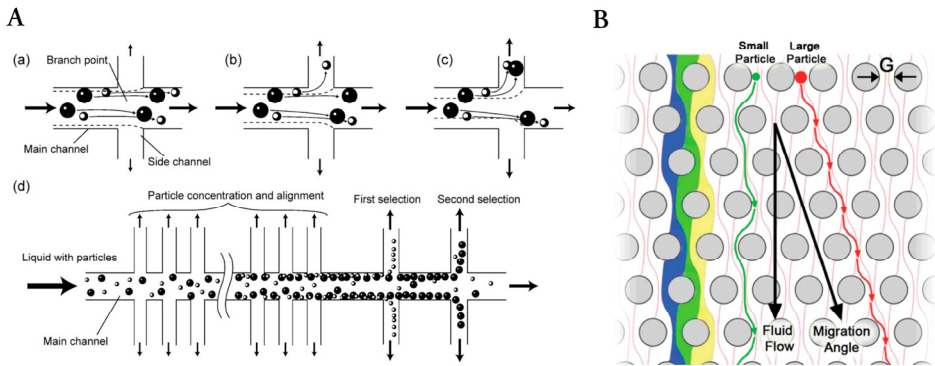 A
(a)
Branch point
(b)
(c)
Main channel
Side channel
(d)
Particle concentration and alignment
First selection
Second selection
Liquid with particles
Main channel
B
Small
Particle
Large
Particle
G
Fluid
Flow
Migration
Angle